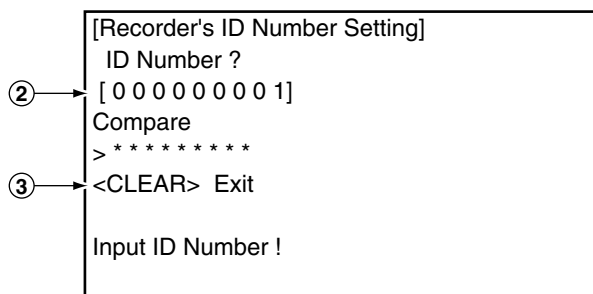 [Recorder's ID Number Setting]
ID Number ?
② [ 0 0 0 0 0 0 0 0 1]
Compare
> * * * * * * * * *
③ <CLEAR> Exit
Input ID Number !